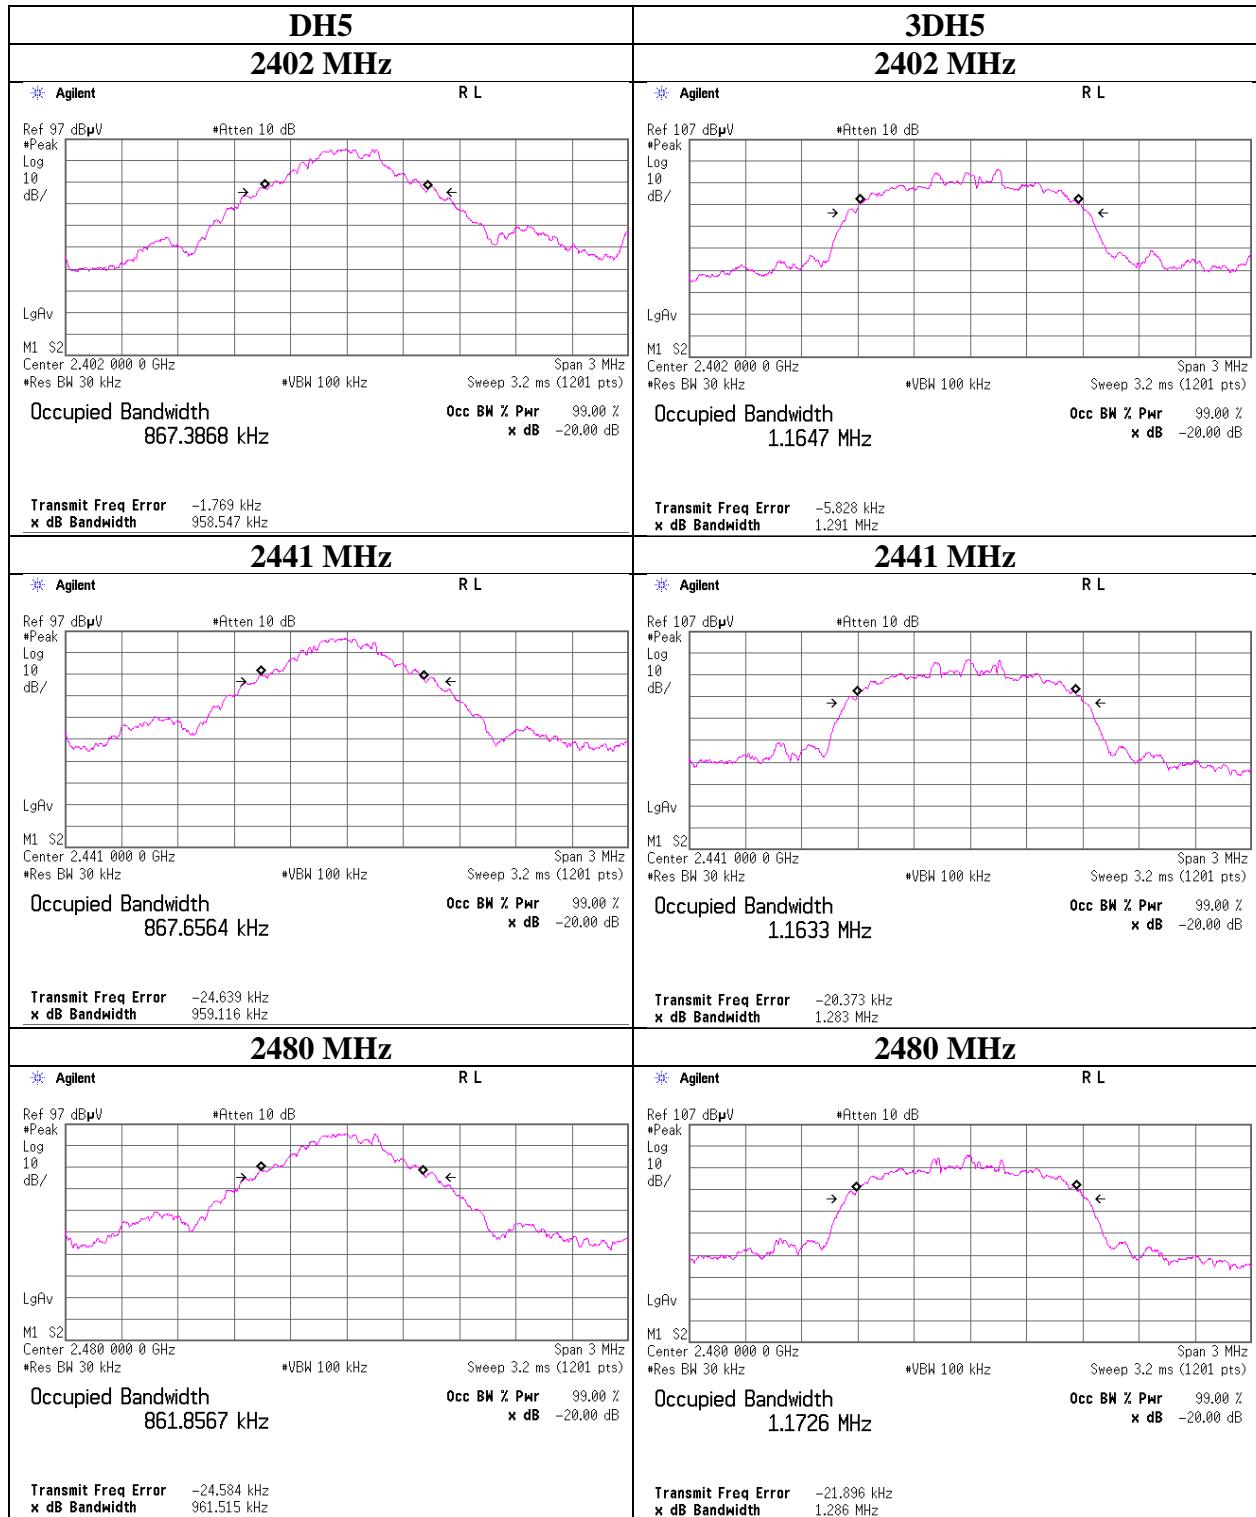 DH5
3DH5
2402 MHz
2402 MHz
Agilent R L
Ref 97 dBµV #Atten 10 dB
#Peak
Log
10
dB/
LgAv
M1 S2
Center 2.402 000 0 GHz Span 3 MHz
#Res BW 30 kHz #VBW 100 kHz Sweep 3.2 ms (1201 pts)
Occupied Bandwidth Occ BW % Pwr 99.00 %
867.3868 kHz x dB -20.00 dB
Transmit Freq Error -1.769 kHz
x dB Bandwidth 958.547 kHz
Agilent R L
Ref 107 dBµV #Atten 10 dB
#Peak
Log
10
dB/
LgAv
M1 S2
Center 2.402 000 0 GHz Span 3 MHz
#Res BW 30 kHz #VBW 100 kHz Sweep 3.2 ms (1201 pts)
Occupied Bandwidth Occ BW % Pwr 99.00 %
1.1647 MHz x dB -20.00 dB
Transmit Freq Error -5.828 kHz
x dB Bandwidth 1.291 MHz
2441 MHz
2441 MHz
Agilent R L
Ref 97 dBµV #Atten 10 dB
#Peak
Log
10
dB/
LgAv
M1 S2
Center 2.441 000 0 GHz Span 3 MHz
#Res BW 30 kHz #VBW 100 kHz Sweep 3.2 ms (1201 pts)
Occupied Bandwidth Occ BW % Pwr 99.00 %
867.6564 kHz x dB -20.00 dB
Transmit Freq Error -24.639 kHz
x dB Bandwidth 959.116 kHz
Agilent R L
Ref 107 dBµV #Atten 10 dB
#Peak
Log
10
dB/
LgAv
M1 S2
Center 2.441 000 0 GHz Span 3 MHz
#Res BW 30 kHz #VBW 100 kHz Sweep 3.2 ms (1201 pts)
Occupied Bandwidth Occ BW % Pwr 99.00 %
1.1633 MHz x dB -20.00 dB
Transmit Freq Error -20.373 kHz
x dB Bandwidth 1.283 MHz
2480 MHz
2480 MHz
Agilent R L
Ref 97 dBµV #Atten 10 dB
#Peak
Log
10
dB/
LgAv
M1 S2
Center 2.480 000 0 GHz Span 3 MHz
#Res BW 30 kHz #VBW 100 kHz Sweep 3.2 ms (1201 pts)
Occupied Bandwidth Occ BW % Pwr 99.00 %
861.8567 kHz x dB -20.00 dB
Transmit Freq Error -24.584 kHz
x dB Bandwidth 961.515 kHz
Agilent R L
Ref 107 dBµV #Atten 10 dB
#Peak
Log
10
dB/
LgAv
M1 S2
Center 2.480 000 0 GHz Span 3 MHz
#Res BW 30 kHz #VBW 100 kHz Sweep 3.2 ms (1201 pts)
Occupied Bandwidth Occ BW % Pwr 99.00 %
1.1726 MHz x dB -20.00 dB
Transmit Freq Error -21.896 kHz
x dB Bandwidth 1.286 MHz